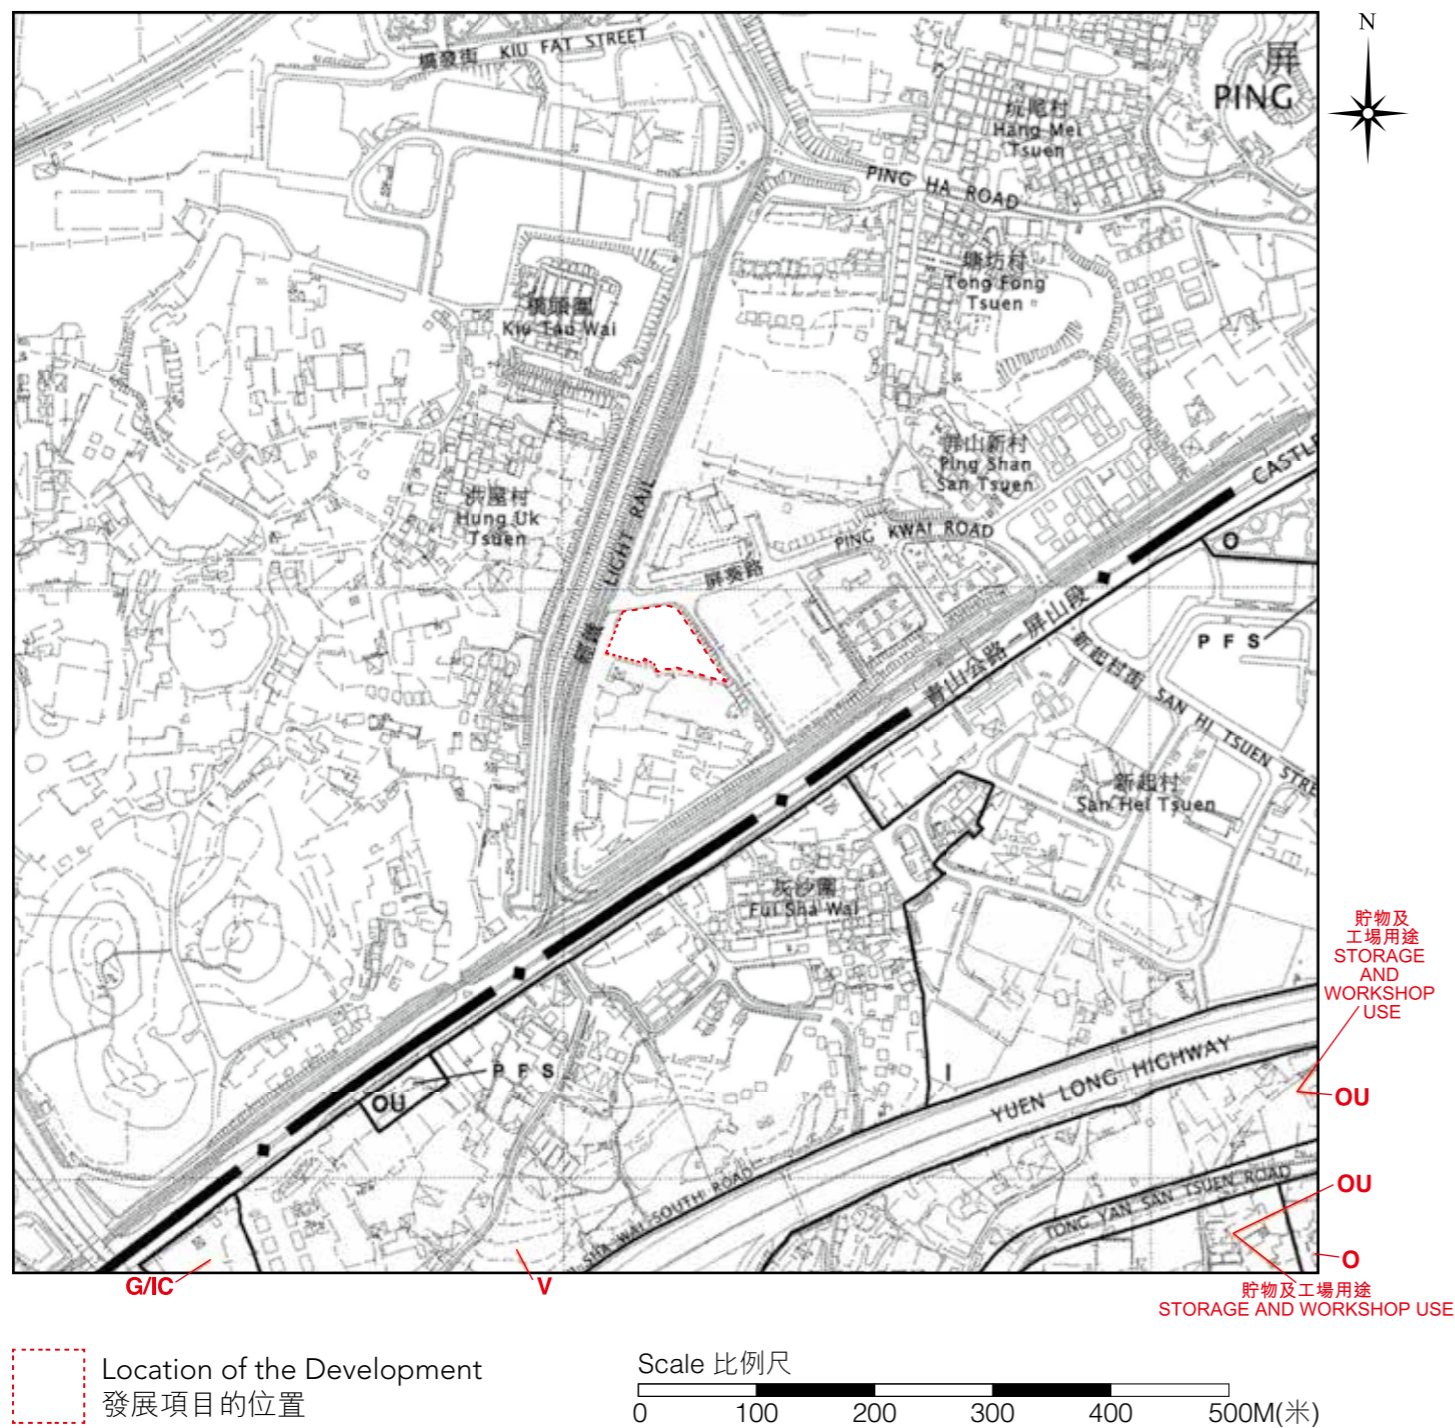 N
橋發街 KIU FAT STREET
屏
PING
坑尾村
Hang Mei
Tsuen
PING HA ROAD
塘坊村
Tong Fong
Tsuen
橋頭圍
Kiu Tau Wai
屏山新村
Ping Shan
San Tsuen
CASTLE
洪屋村
Hung Uk
Tsuen
LIGHT RAIL
輕鐵
PING KWAI ROAD
屏葵路
O
P F S
青山公路－屏山段
新起村街 SAN HI TSUEN STRE
新起村
San Hei Tsuen
灰沙圍
Fui Sha Wai
貯物及
工場用途
STORAGE
AND
WORKSHOP
USE
P F S
OU
I
YUEN LONG HIGHWAY
OU
SHA WAI SOUTH ROAD
TONG YAN SAN TSUEN ROAD
OU
O
G/IC
V
貯物及工場用途
STORAGE AND WORKSHOP USE
Location of the Development
發展項目的位置
Scale 比例尺
0 100 200 300 400 500M(米)